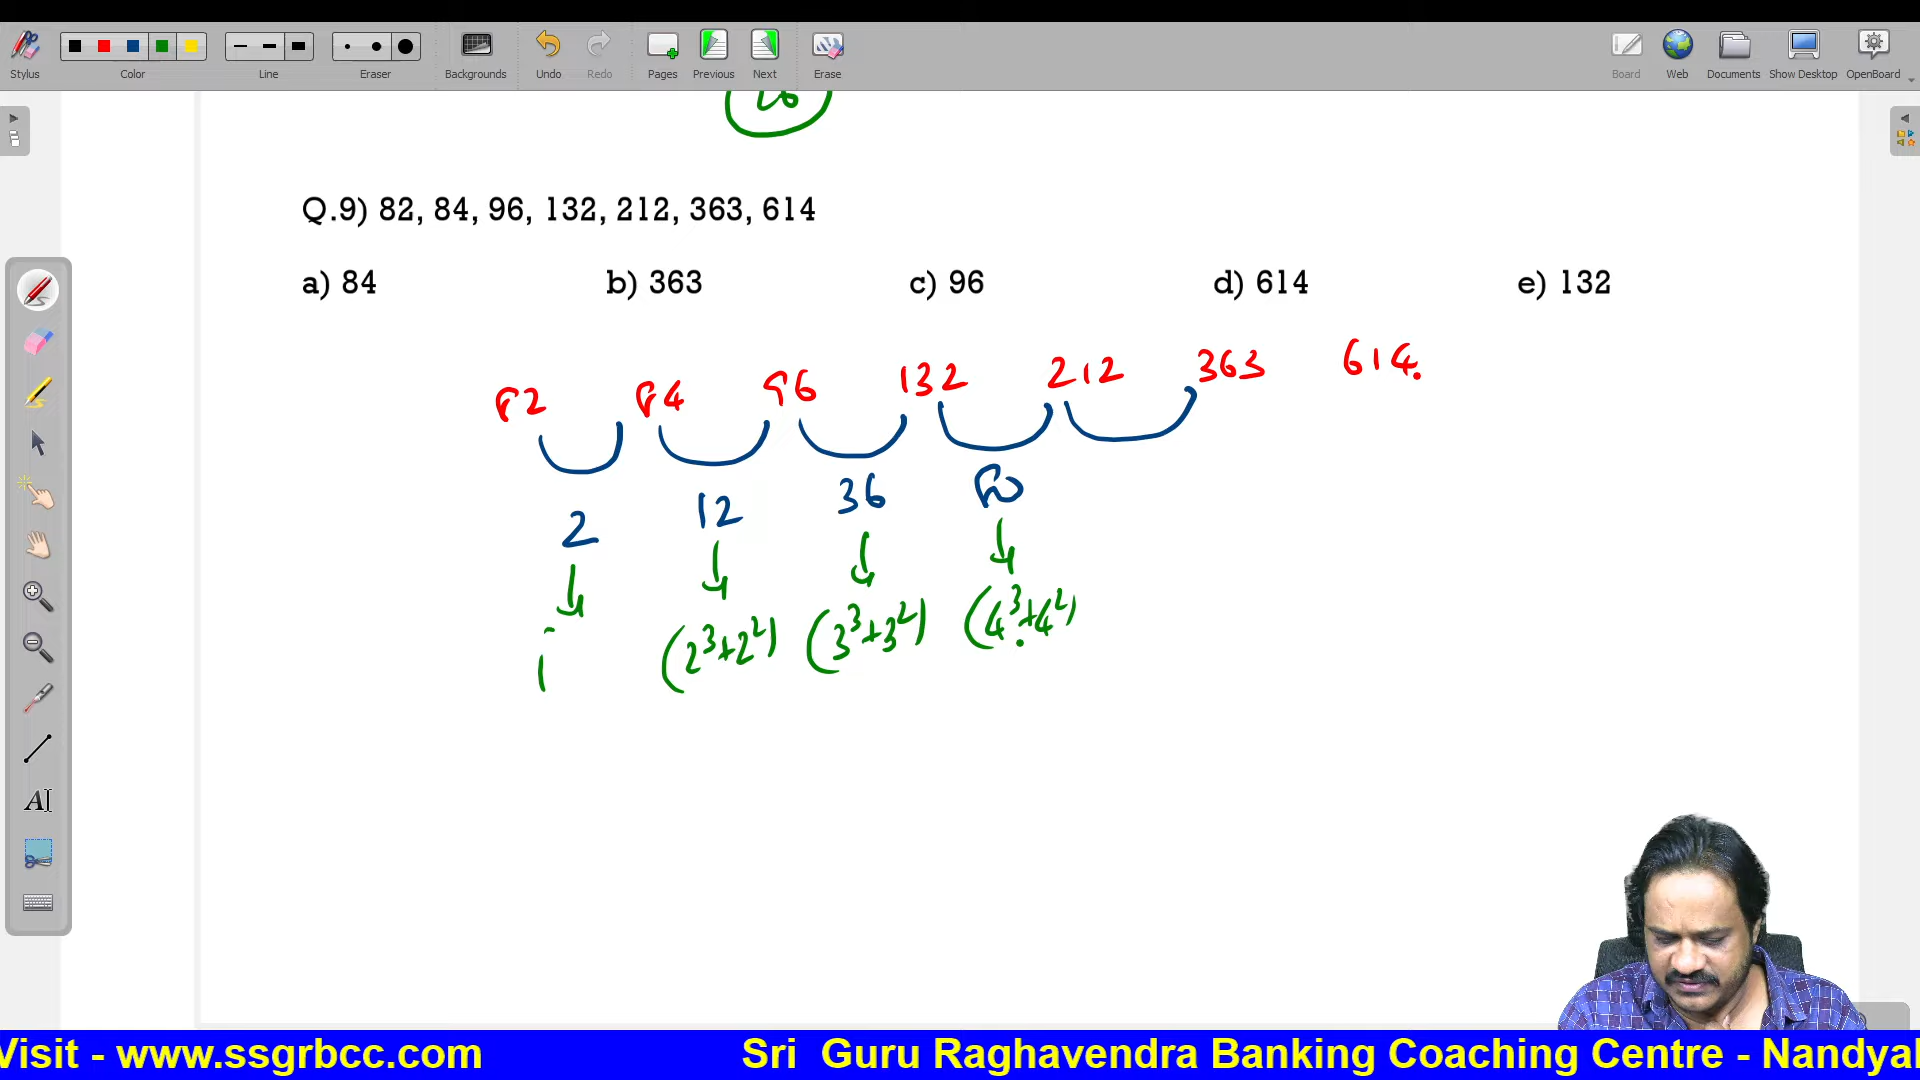 Stylus Color Line Eraser Backgrounds Undo Redo Pages Previous Next Erase Board Web Documents Show Desktop OpenBoard
Q.9) 82, 84, 96, 132, 212, 363, 614
a) 84 b) 363 c) 96 d) 614 e) 132
82 84 96 132 212 363 614
2 12 36 80
1 (2³+2²) (3³+3²) (4³+4²)
Visit - www.ssgrbcc.com Sri Guru Raghavendra Banking Coaching Centre - Nandyal